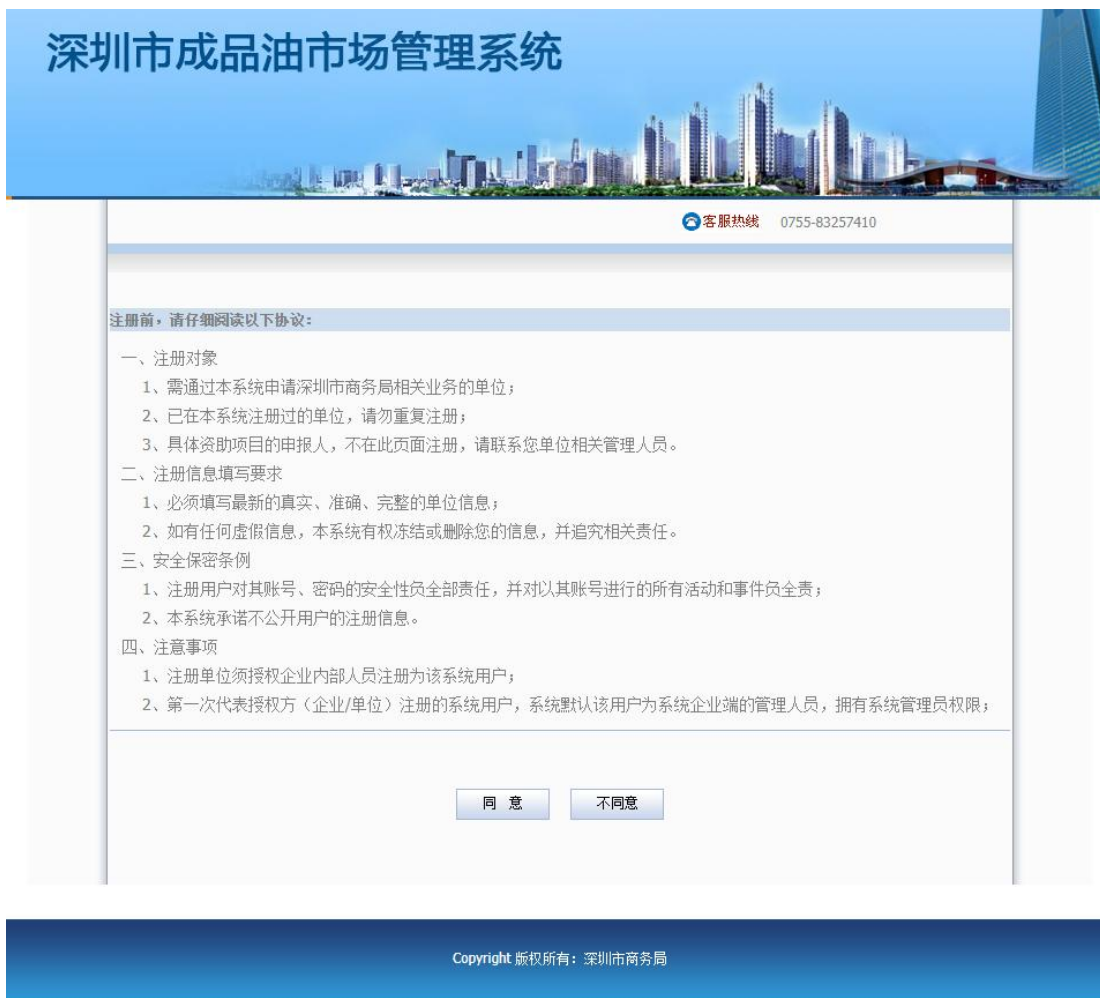 深圳市成品油市场管理系统
客服热线 0755-83257410
注册前，请仔细阅读以下协议：
一、注册对象
1、需通过本系统申请深圳市商务局相关业务的单位；
2、已在本系统注册过的单位，请勿重复注册；
3、具体资助项目的申报人，不在此页面注册，请联系您单位相关管理人员。
二、注册信息填写要求
1、必须填写最新的真实、准确、完整的单位信息；
2、如有任何虚假信息，本系统有权冻结或删除您的信息，并追究相关责任。
三、安全保密条例
1、注册用户对其账号、密码的安全性负全部责任，并对以其账号进行的所有活动和事件负全责；
2、本系统承诺不公开用户的注册信息。
四、注意事项
1、注册单位须授权企业内部人员注册为该系统用户；
2、第一次代表授权方（企业/单位）注册的系统用户，系统默认该用户为系统企业端的管理人员，拥有系统管理员权限；
同 意 不同意
Copyright 版权所有：深圳市商务局